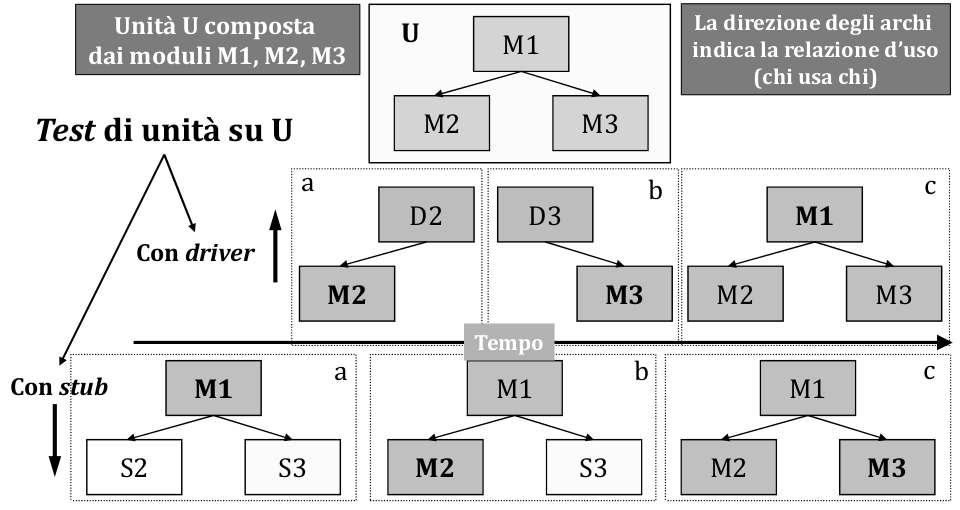 Unità U composta
dai moduli M1, M2, M3
U
M1
M2
M3
La direzione degli archi
indica la relazione d'uso
(chi usa chi)
Test di unità su U
Con driver
a
D2
M2
b
D3
M3
c
M1
M2
M3
Tempo
Con stub
a
M1
S2
S3
b
M1
M2
S3
c
M1
M2
M3